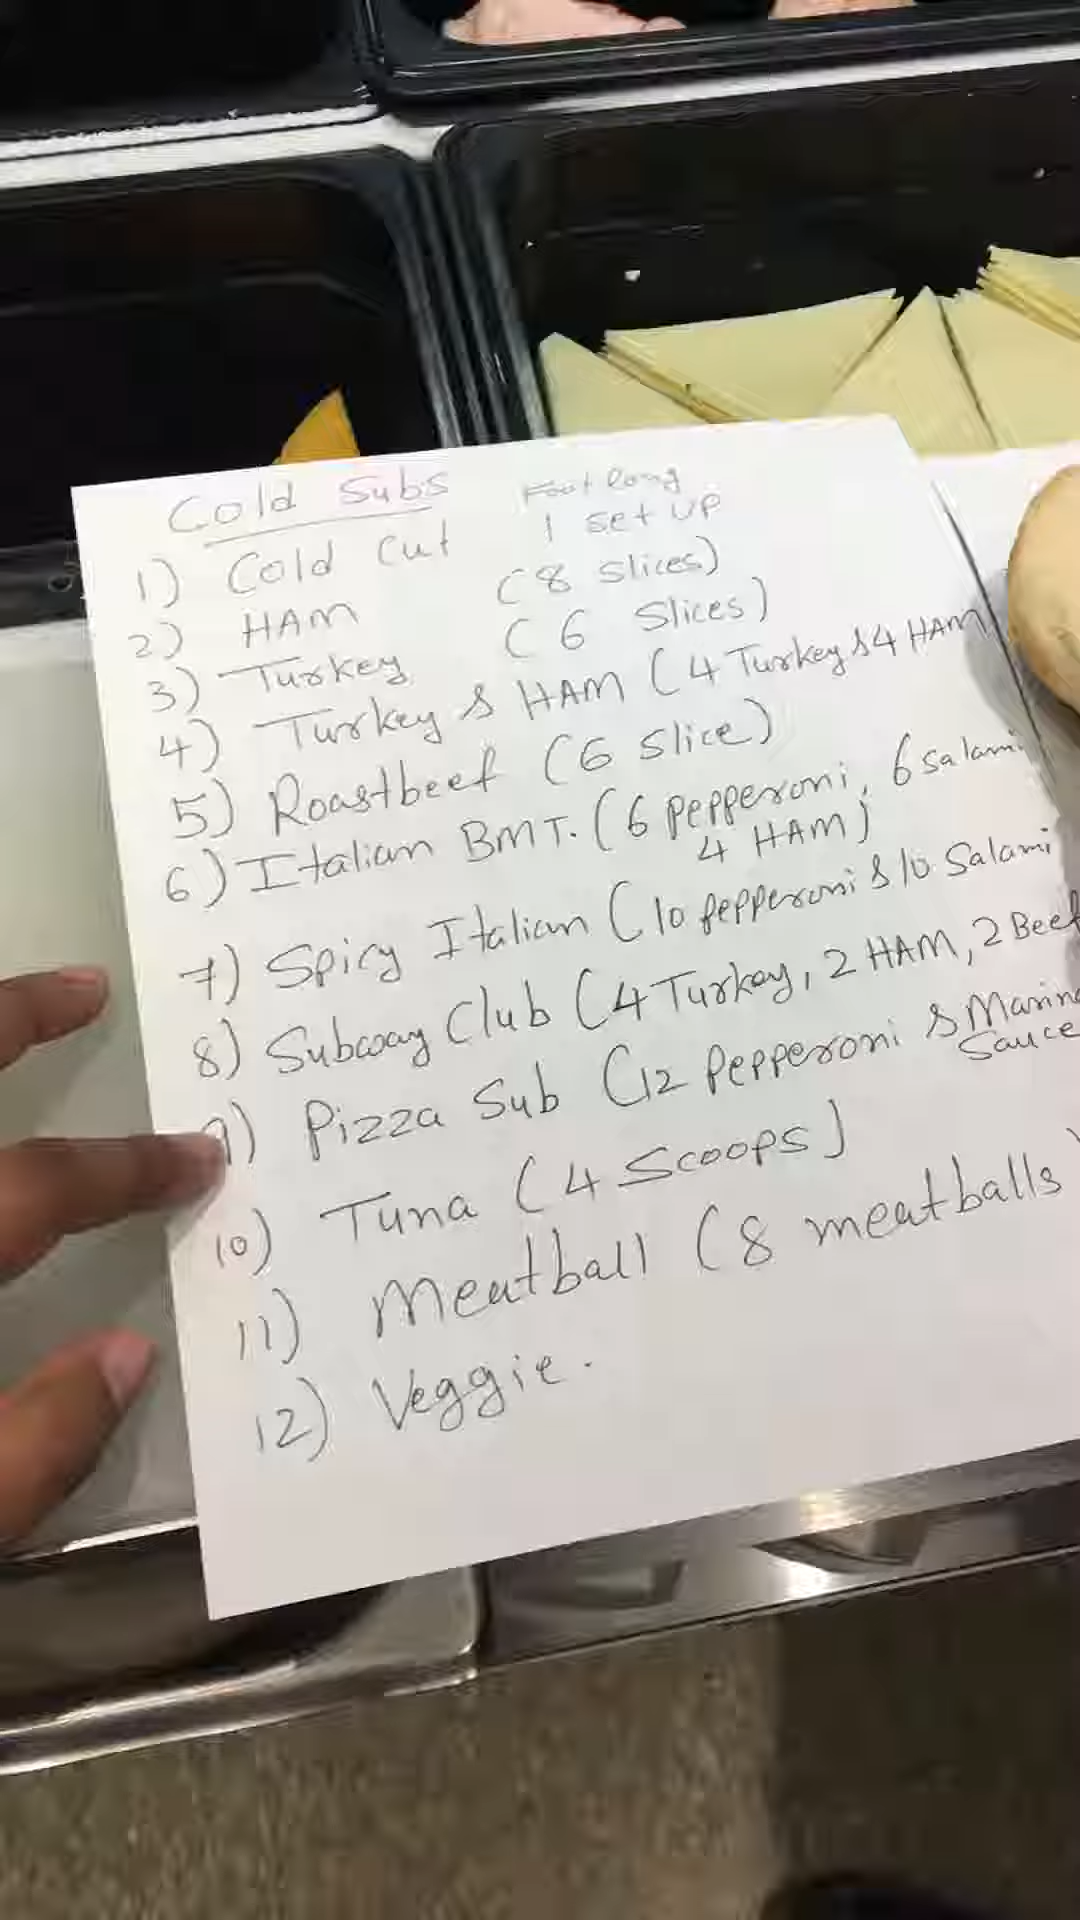 Cold Subs Foot long
1) Cold Cut 1 set up
2) HAM (8 Slices)
3) Turkey (6 Slices)
4) Turkey & HAM (4 Turkey & 4 HAM
5) Roastbeef (6 Slice)
6) Italian BMT. (6 Pepperoni, 6 salami
4 HAM)
7) Spicy Italian (10 Pepperoni & 10 Salami
8) Subway Club (4 Turkey, 2 HAM, 2 Beef
9) Pizza Sub (12 Pepperoni & Marina
Sauce
10) Tuna (4 Scoops)
11) Meatball (8 meatballs)
12) Veggie.